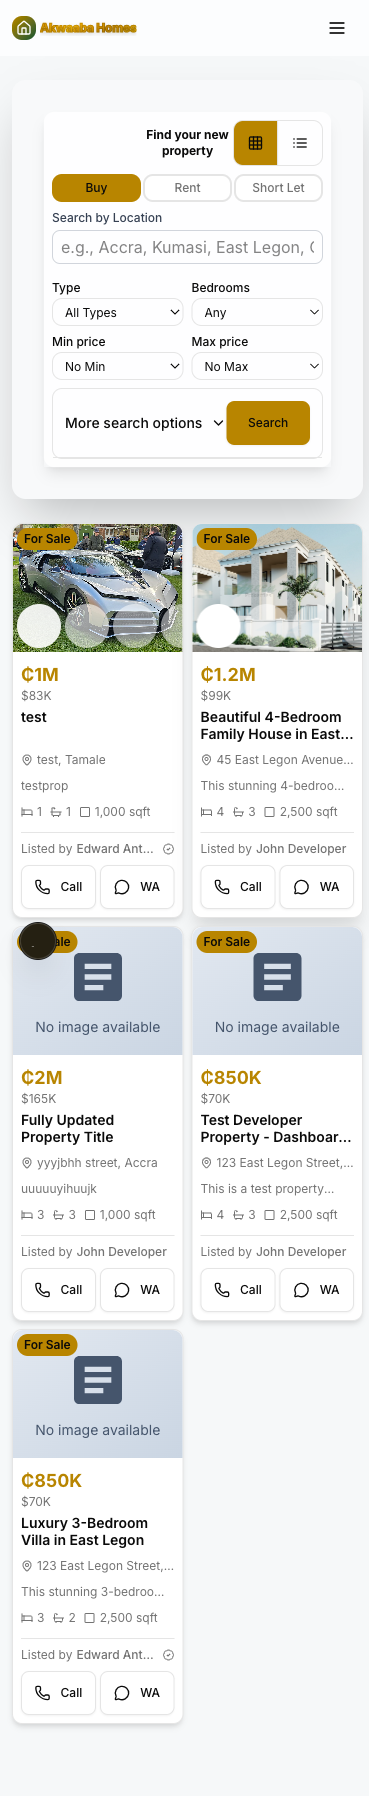 Akwaaba Homes
Find your new
property
Buy
Rent
Short Let
Search by Location
e.g., Accra, Kumasi, East Legon, C
Type
Bedrooms
All Types
Any
Min price
Max price
No Min
No Max
More search options
Search
For Sale
₵1M
$83K
test
test, Tamale
testprop
1 1 1,000 sqft
Listed by Edward Ant...
Call
WA
For Sale
₵1.2M
$99K
Beautiful 4-Bedroom
Family House in East...
45 East Legon Avenue...
This stunning 4-bedroo...
4 3 2,500 sqft
Listed by John Developer
Call
WA
ale
No image available
₵2M
$165K
Fully Updated
Property Title
yyyjbhh street, Accra
uuuuuyihuujk
3 3 1,000 sqft
Listed by John Developer
Call
WA
For Sale
No image available
₵850K
$70K
Test Developer
Property - Dashboar...
123 East Legon Street,...
This is a test property...
4 3 2,500 sqft
Listed by John Developer
Call
WA
For Sale
No image available
₵850K
$70K
Luxury 3-Bedroom
Villa in East Legon
123 East Legon Street,...
This stunning 3-bedroo...
3 2 2,500 sqft
Listed by Edward Ant...
Call
WA